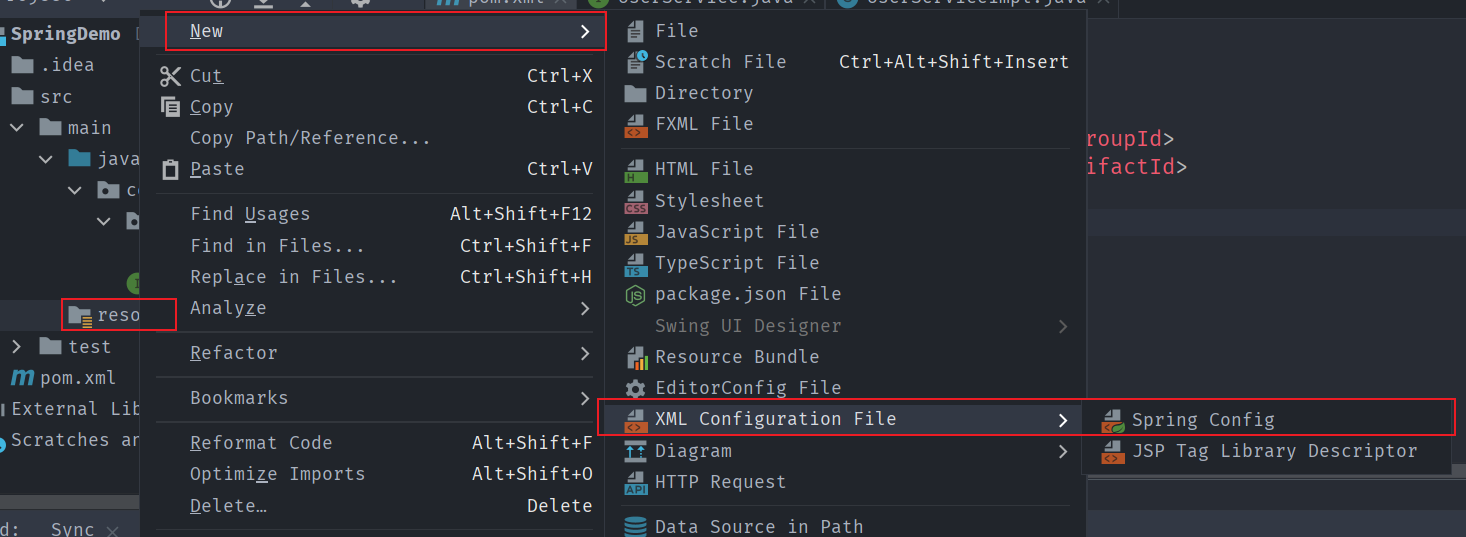 pom.xml
UserService.java
UserServiceImpl.java
SpringDemo
.idea
src
main
java
test
pom.xml
External Lib
Scratches an
Sync
New
Cut Ctrl+X
Copy Ctrl+C
Copy Path/Reference...
Paste Ctrl+V
Find Usages Alt+Shift+F12
Find in Files... Ctrl+Shift+F
Replace in Files... Ctrl+Shift+H
Analyze
Refactor
Bookmarks
Reformat Code Alt+Shift+F
Optimize Imports Alt+Shift+O
Delete... Delete
File
Scratch File Ctrl+Alt+Shift+Insert
Directory
FXML File
HTML File
Stylesheet
JavaScript File
TypeScript File
package.json File
Swing UI Designer
Resource Bundle
EditorConfig File
XML Configuration File
Diagram
HTTP Request
Data Source in Path
Spring Config
JSP Tag Library Descriptor
roupId>
ifactId>